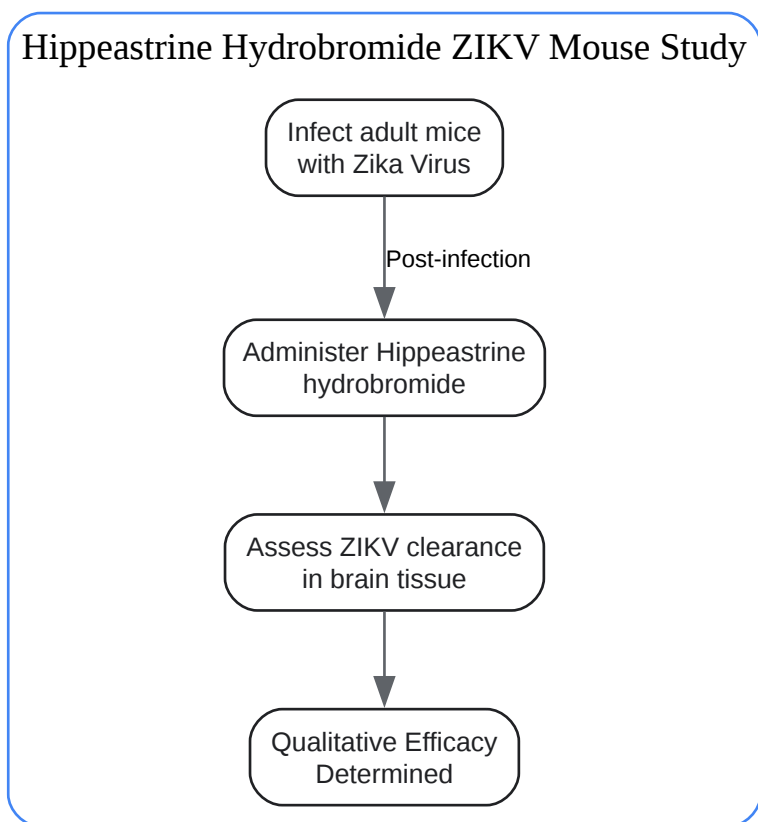 Hippeastrine Hydrobromide ZIKV Mouse Study
Infect adult mice
with Zika Virus
Post-infection
Administer Hippeastrine
hydrobromide
Assess ZIKV clearance
in brain tissue
Qualitative Efficacy
Determined